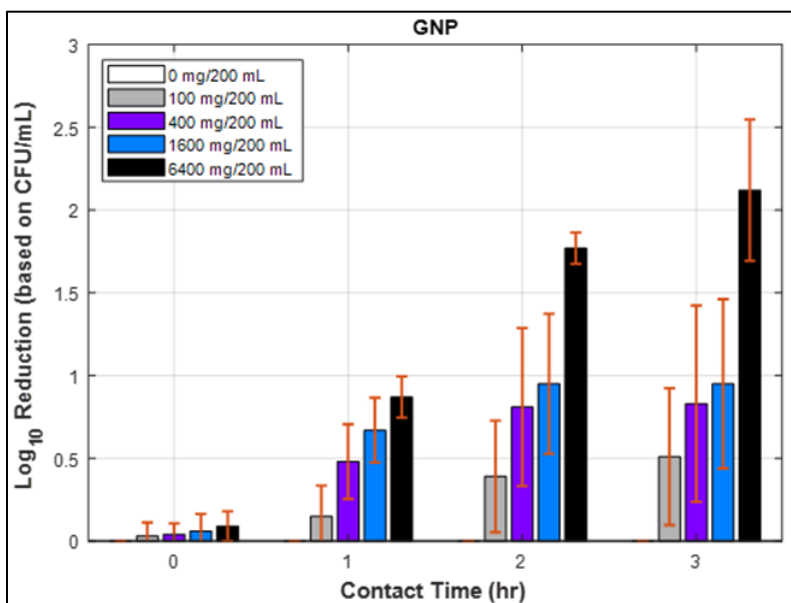 GNP
0 mg/200 mL
100 mg/200 mL
400 mg/200 mL
1600 mg/200 mL
6400 mg/200 mL
3
2.5
2
1.5
1
0.5
0
Log10 Reduction (based on CFU/mL)
0 1 2 3
Contact Time (hr)